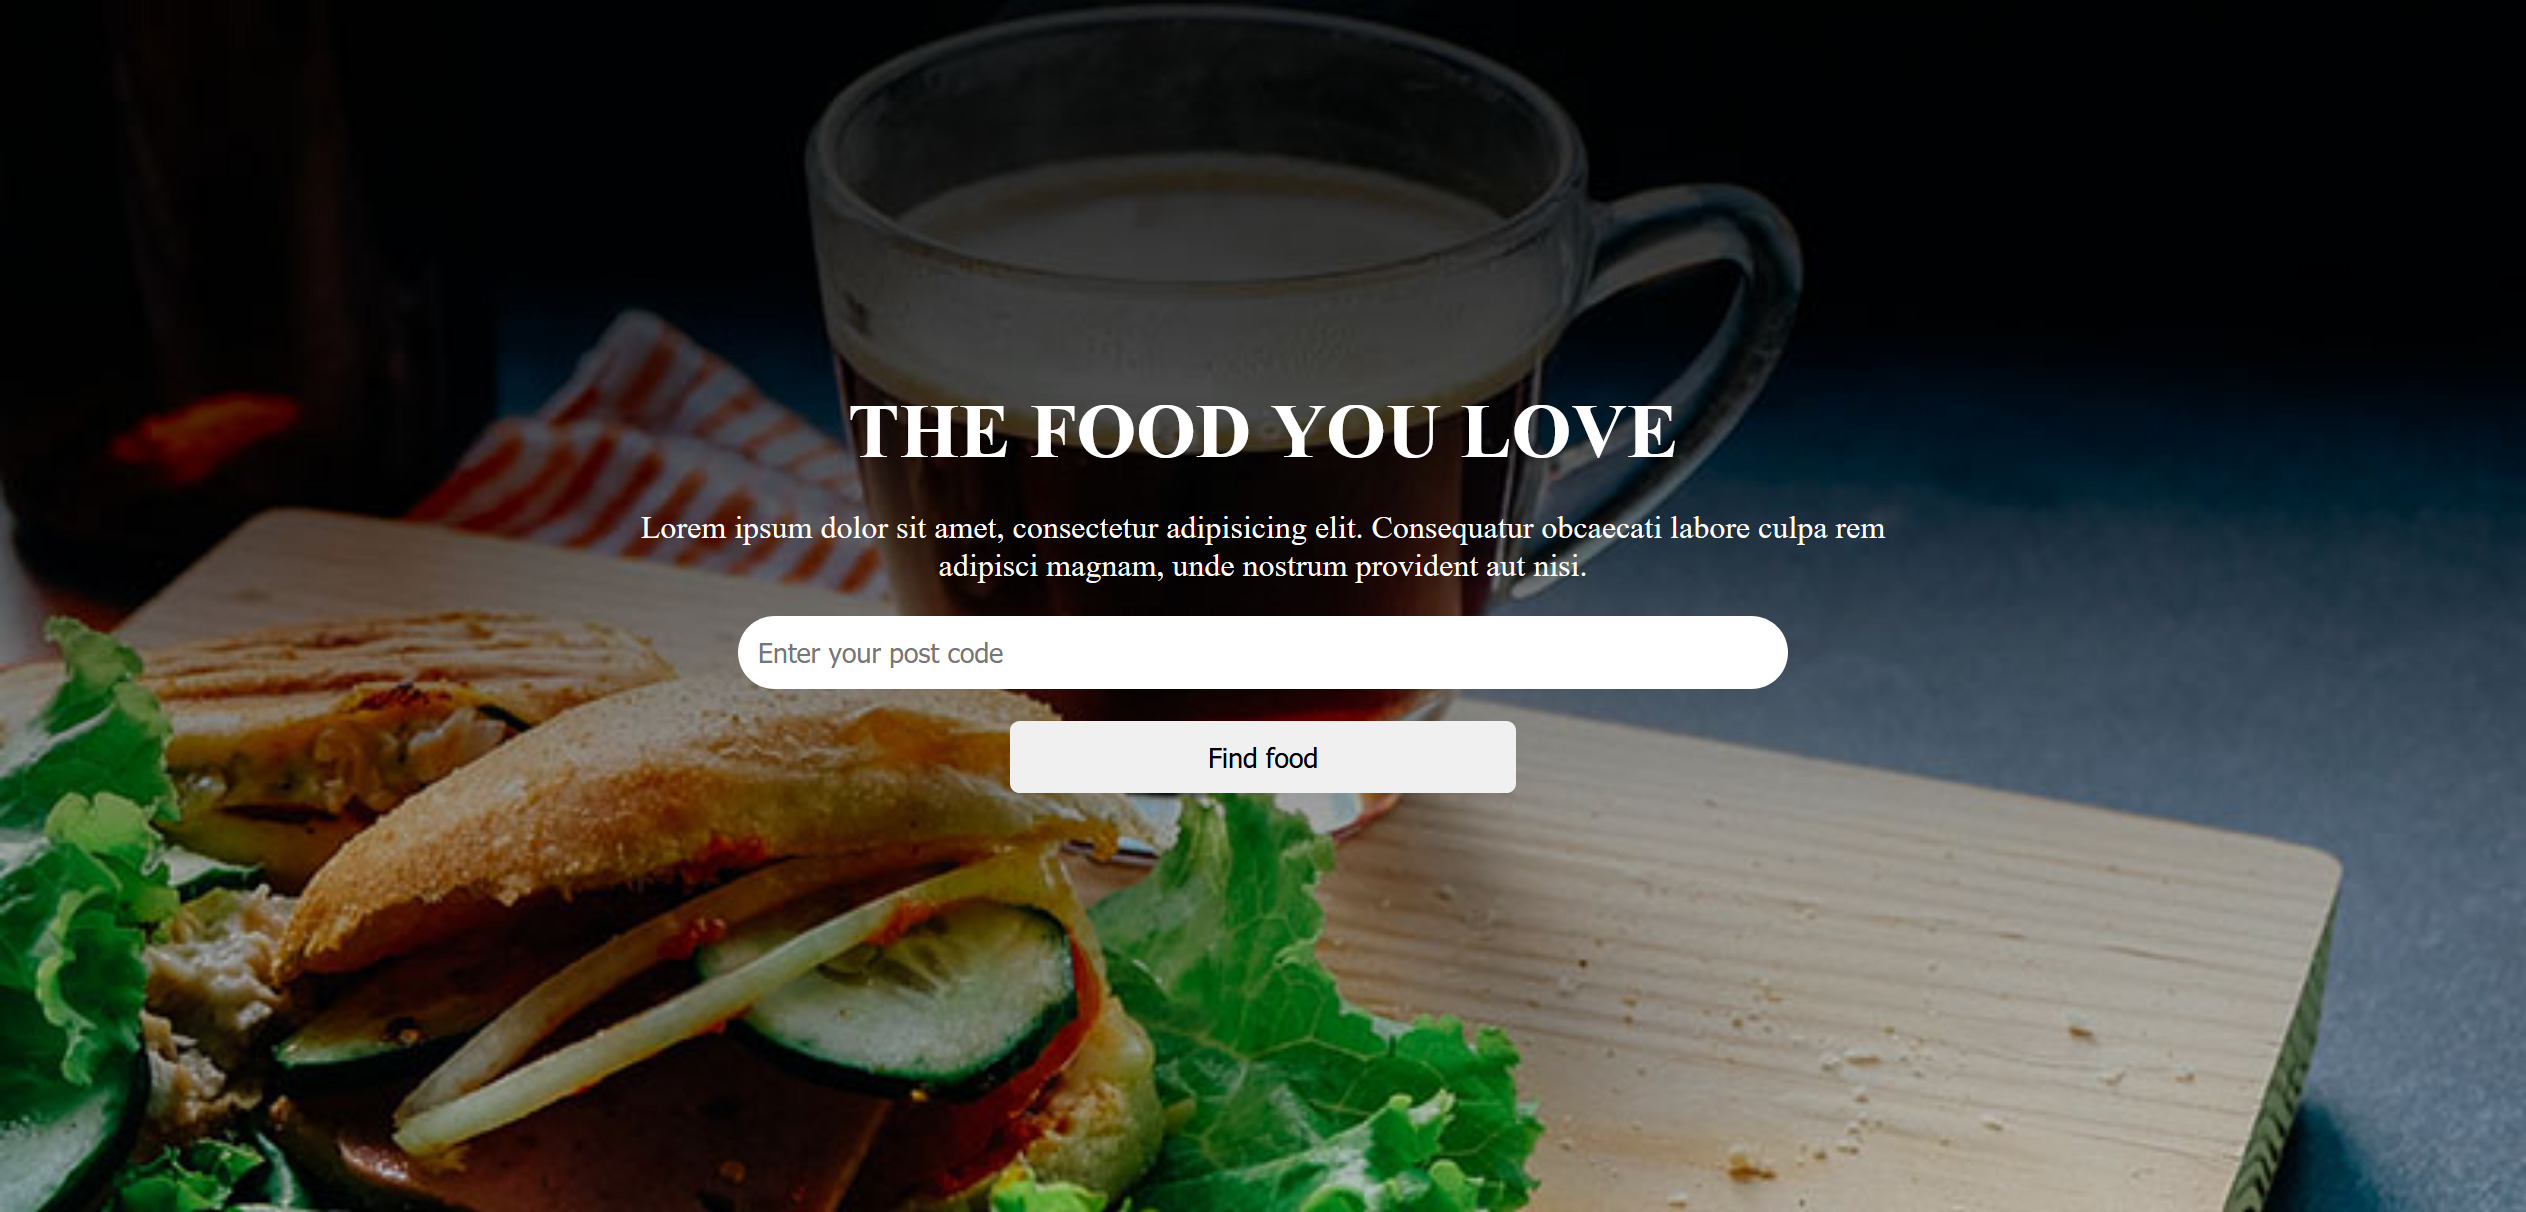 THE FOOD YOU LOVE
Lorem ipsum dolor sit amet, consectetur adipisicing elit. Consequatur obcaecati labore culpa rem
adipisci magnam, unde nostrum provident aut nisi.
Enter your post code
Find food